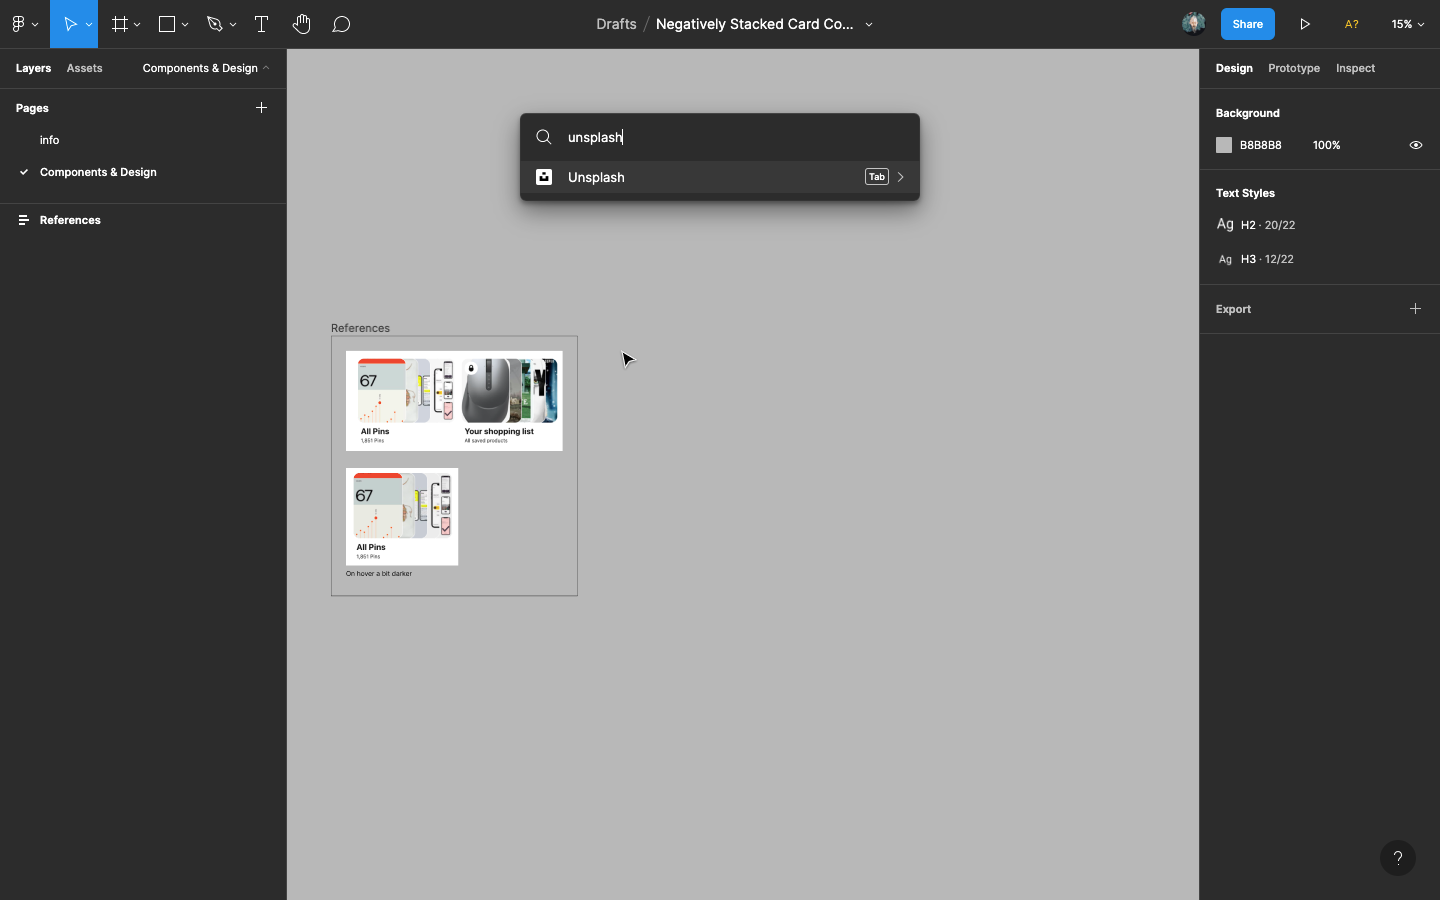 Drafts / Negatively Stacked Card Co...
Share
A?
15%
Layers
Assets
Components & Design
Design
Prototype
Inspect
Pages
info
Components & Design
References
unsplash
Unsplash
Tab
Background
B8B8B8
100%
Text Styles
Ag H2 · 20/22
Ag H3 · 12/22
Export
References
67
All Pins
1,851 Pins
Your shopping list
All saved products
67
All Pins
1,851 Pins
On hover a bit darker
?